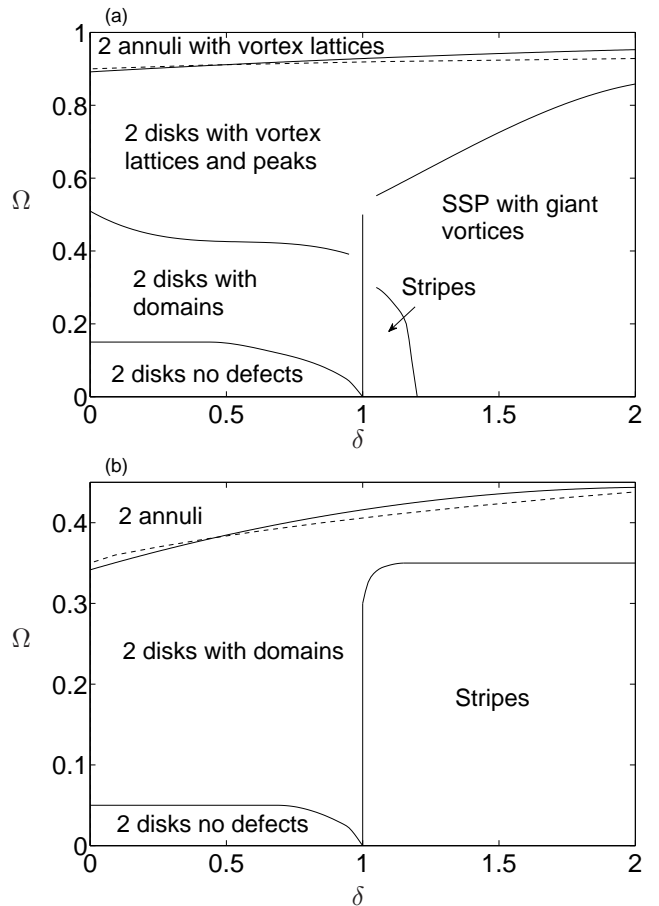 (a)
1
2 annuli with vortex lattices
0.8
2 disks with vortex
lattices and peaks
0.6
Ω
SSP with giant
vortices
0.4
2 disks with
domains
Stripes
0.2
2 disks no defects
0
0 0.5 1 1.5 2
δ
(b)
2 annuli
0.4
0.3
Ω
2 disks with domains
0.2
Stripes
0.1
2 disks no defects
0
0 0.5 1 1.5 2
δ